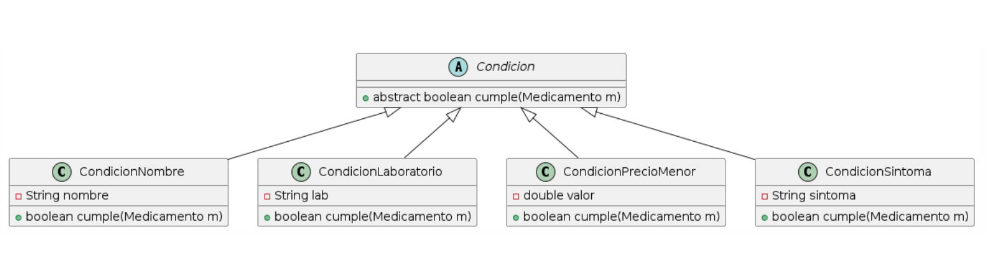 A Condicion
abstract boolean cumple(Medicamento m)
C CondicionNombre
String nombre
boolean cumple(Medicamento m)
C CondicionLaboratorio
String lab
boolean cumple(Medicamento m)
C CondicionPrecioMenor
double valor
boolean cumple(Medicamento m)
C CondicionSintoma
String sintoma
boolean cumple(Medicamento m)